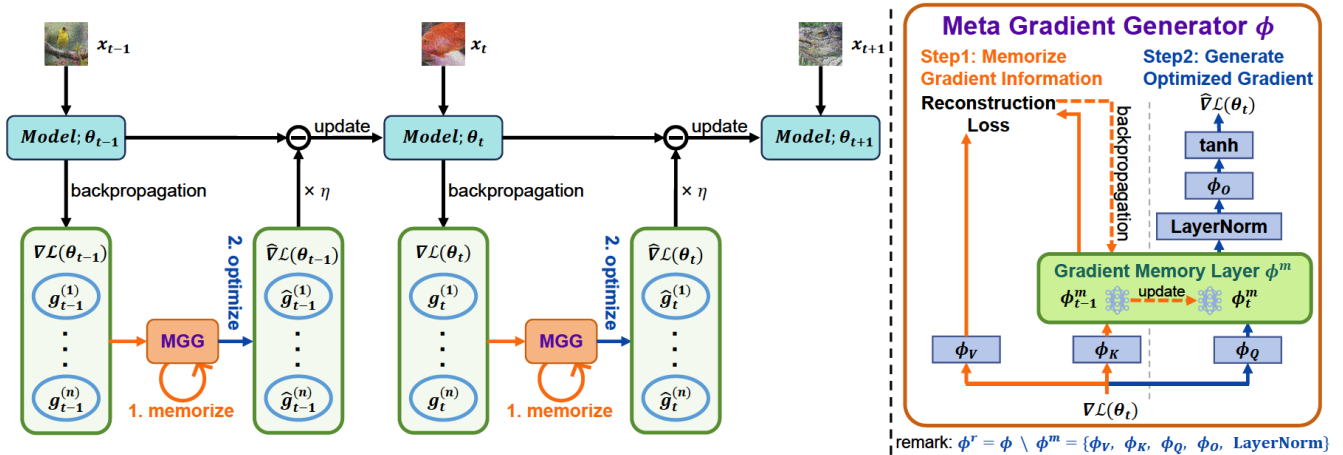 x_{t−1}
x_t
x_{t+1}
Model; θ_{t−1}
update
Model; θ_t
update
Model; θ_{t+1}
backpropagation
× η
backpropagation
× η
∇ℒ(θ_{t−1})
g_{t−1}^{(1)}
⋮
g_{t−1}^{(n)}
MGG
1. memorize
2. optimize
∇̂ℒ(θ_{t−1})
ĝ_{t−1}^{(1)}
⋮
ĝ_{t−1}^{(n)}
∇ℒ(θ_t)
g_t^{(1)}
⋮
g_t^{(n)}
MGG
1. memorize
2. optimize
∇̂ℒ(θ_t)
ĝ_t^{(1)}
⋮
ĝ_t^{(n)}
Meta Gradient Generator ϕ
Step1: Memorize
Gradient Information
Step2: Generate
Optimized Gradient
Reconstruction
Loss
backpropagation
∇̂ℒ(θ_t)
tanh
ϕ_O
LayerNorm
Gradient Memory Layer ϕ^m
ϕ_{t−1}^m update ϕ_t^m
ϕ_V
ϕ_K
ϕ_Q
∇ℒ(θ_t)
remark: ϕ^r = ϕ \ ϕ^m = {ϕ_V, ϕ_K, ϕ_Q, ϕ_O, LayerNorm}